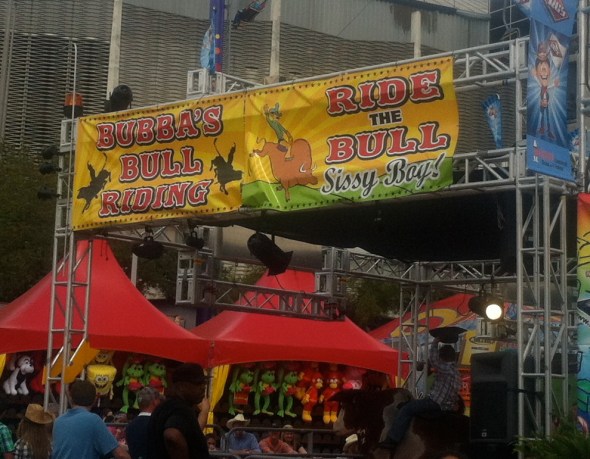 BUBBA'S
BULL
RIDING
RIDE
THE
BULL
Sissy-Boy!